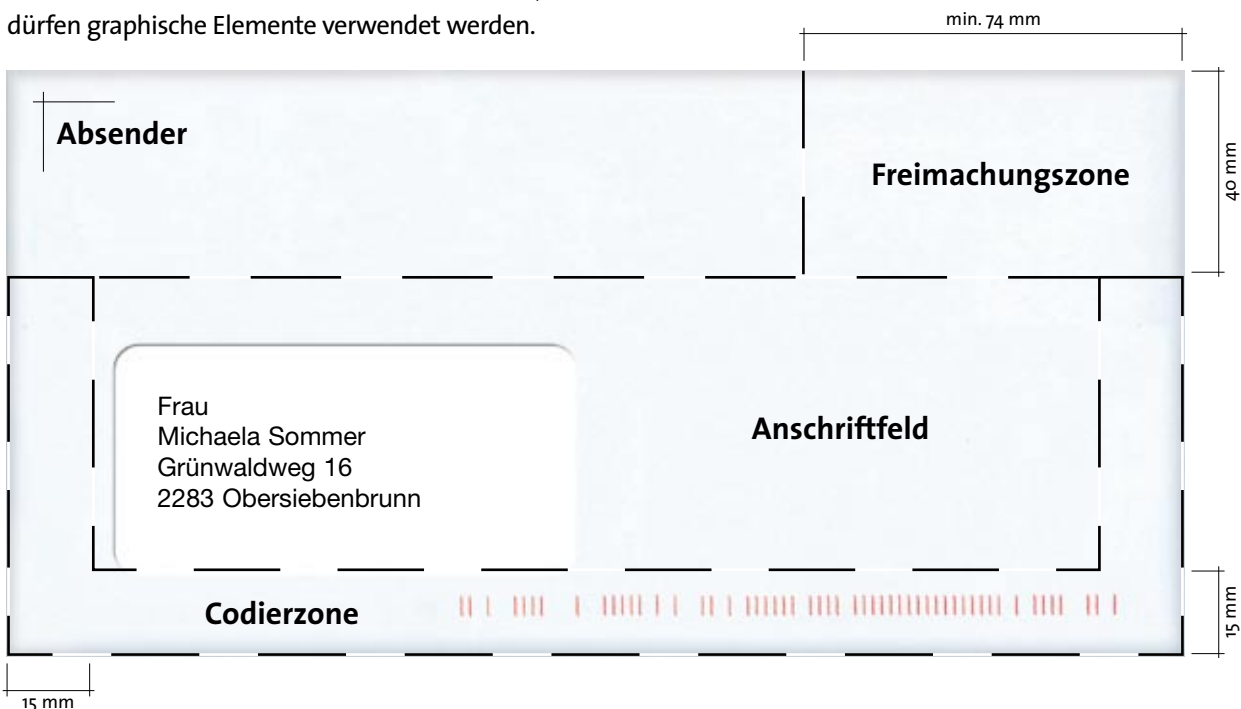 dürfen graphische Elemente verwendet werden.
min. 74 mm
Absender
Freimachungszone
40 mm
Frau
Michaela Sommer
Grünwaldweg 16
2283 Obersiebenbrunn
Anschriftfeld
Codierzone
15 mm
15 mm